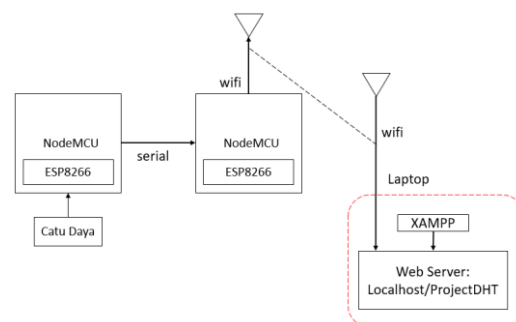 wifi
NodeMCU
ESP8266
serial
NodeMCU
ESP8266
Catu Daya
wifi
Laptop
XAMPP
Web Server:
Localhost/ProjectDHT